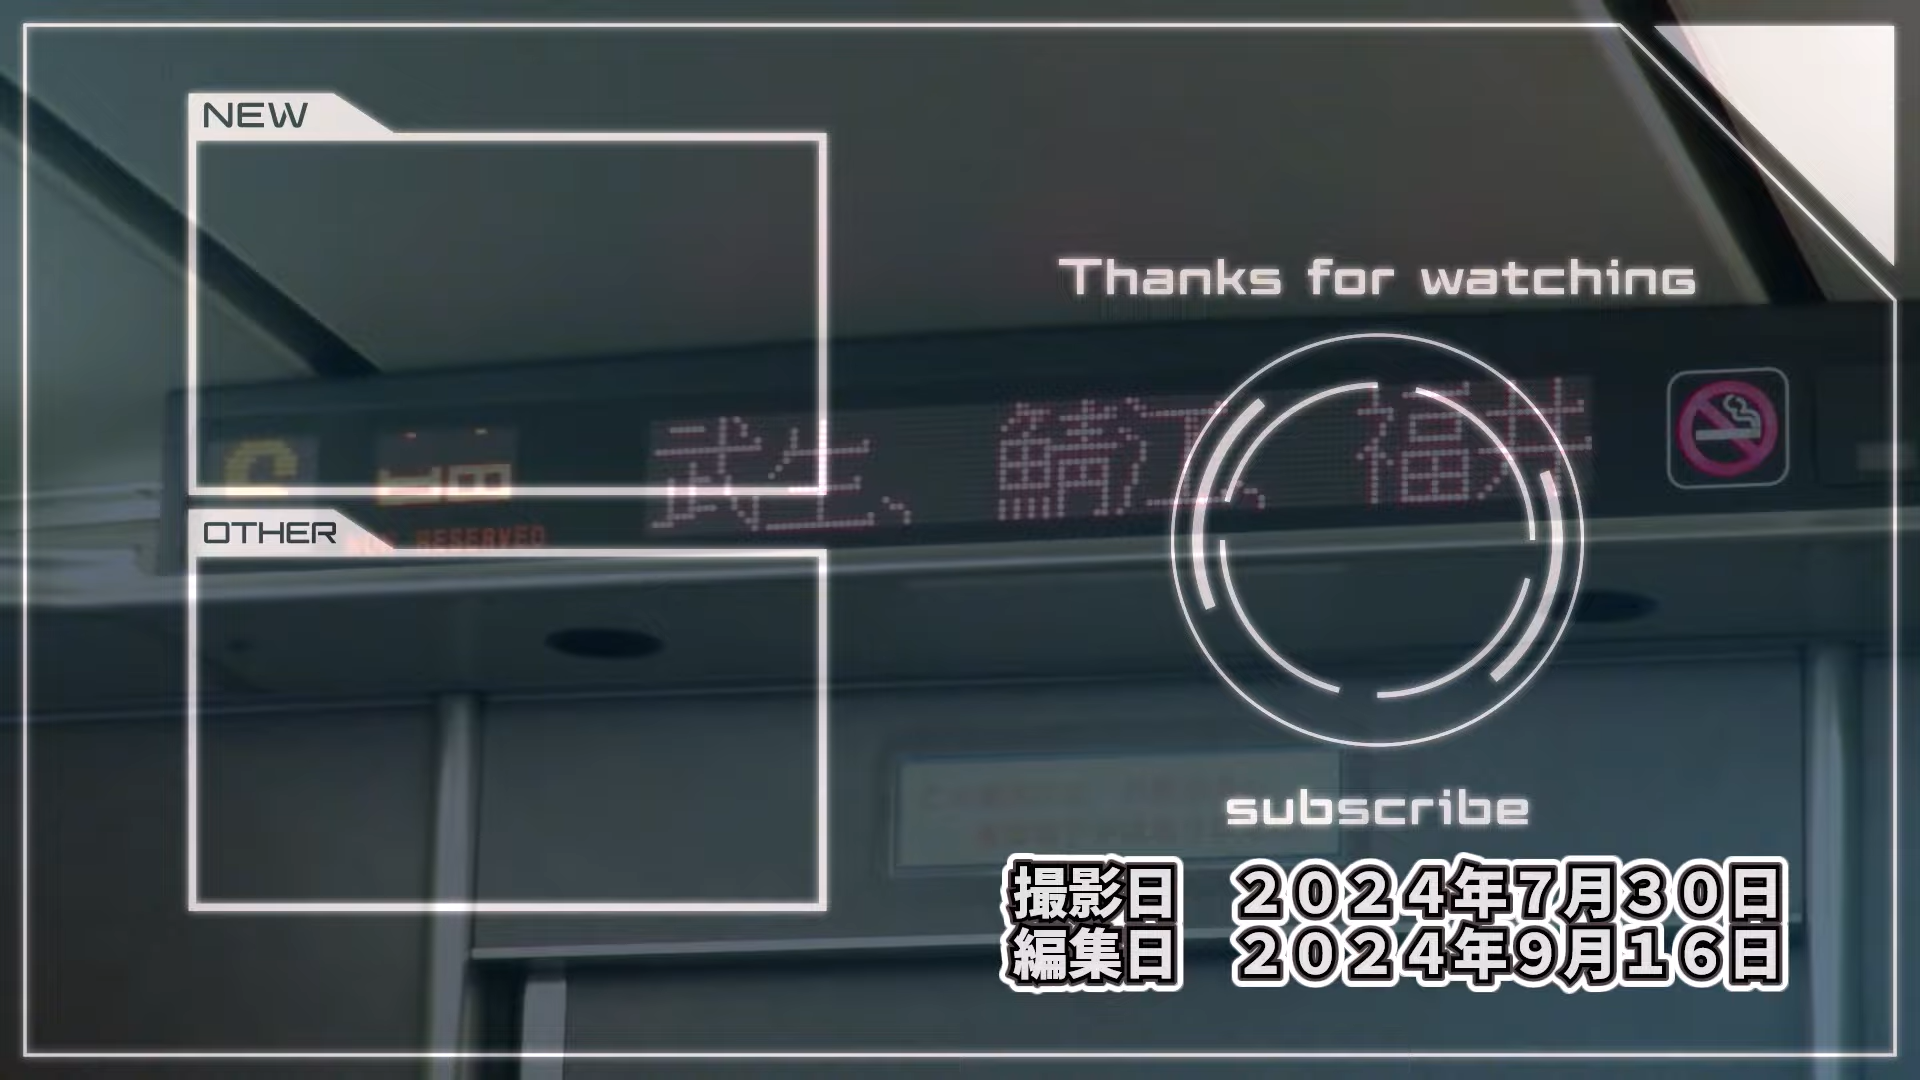 NEW
Thanks for watching
武生、鯖江、福井
RESERVED
OTHER
subscribe
撮影日　２０２４年７月３０日
編集日　２０２４年９月１６日